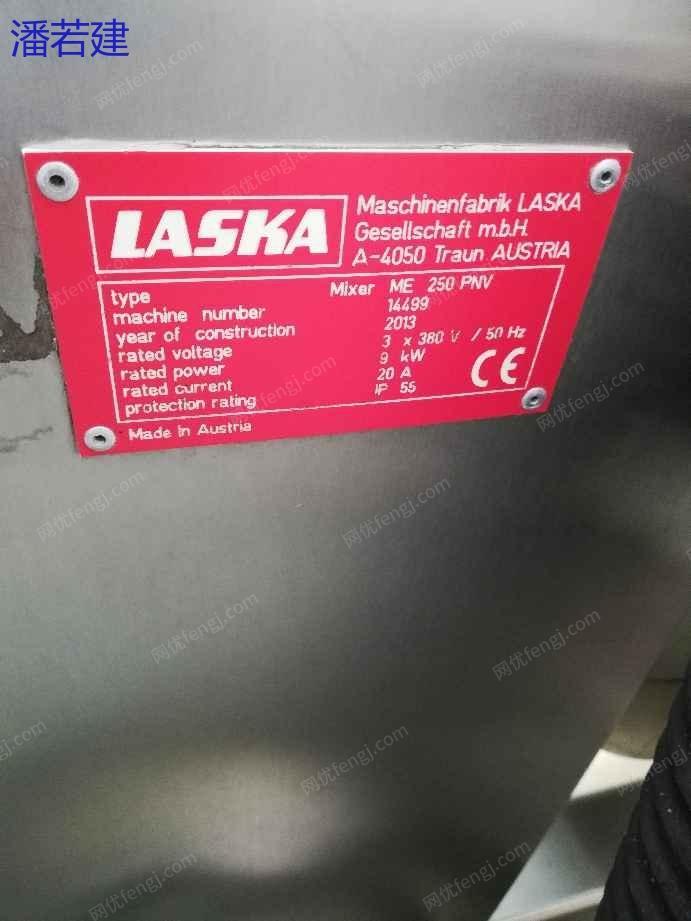 潘若建
LASKA
Maschinenfabrik LASKA
Gesellschaft m.b.H.
A-4050 Traun AUSTRIA
type Mixer ME 250 PNV
machine number 14499
year of construction 2013
rated voltage 3 x 380 V / 50 Hz
rated power 9 kW
rated current 20 A
protection rating IP 55
CE
Made in Austria
网优fengj.com